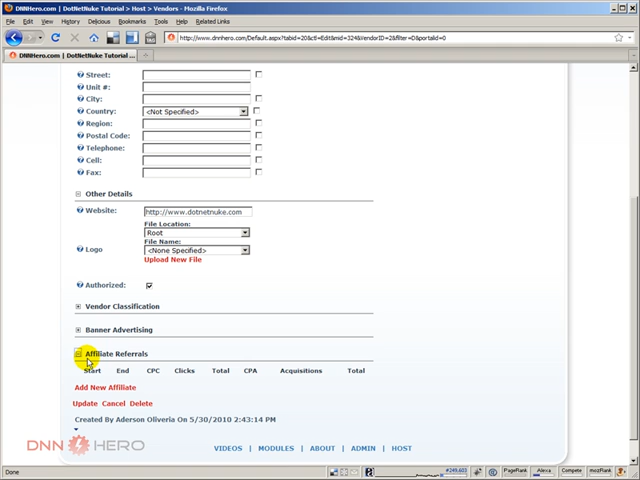 DNNHero.com | DotNetNuke Tutorial > Host > Vendors - Mozilla Firefox
File Edit View History Delicious Bookmarks Tools Help Related Links
http://www.dnnhero.com/Default.aspx?tabid=20&ctl=Edit&mid=324&VendorID=2&filter=D&portalid=0
DNNHero.com | DotNetNuke Tutorial ...
Street:
Unit #:
City:
Country: <Not Specified>
Region:
Postal Code:
Telephone:
Cell:
Fax:
Other Details
Website: http://www.dotnetnuke.com
File Location:
Root
File Name:
Logo <None Specified>
Upload New File
Authorized:
Vendor Classification
Banner Advertising
Affiliate Referrals
Start End CPC Clicks Total CPA Acquisitions Total
Add New Affiliate
Update Cancel Delete
Created By Aderson Oliveria On 5/30/2010 2:43:14 PM
DNN HERO
VIDEOS | MODULES | ABOUT | ADMIN | HOST
Done #249,603 PageRank Alexa Compete mozRank